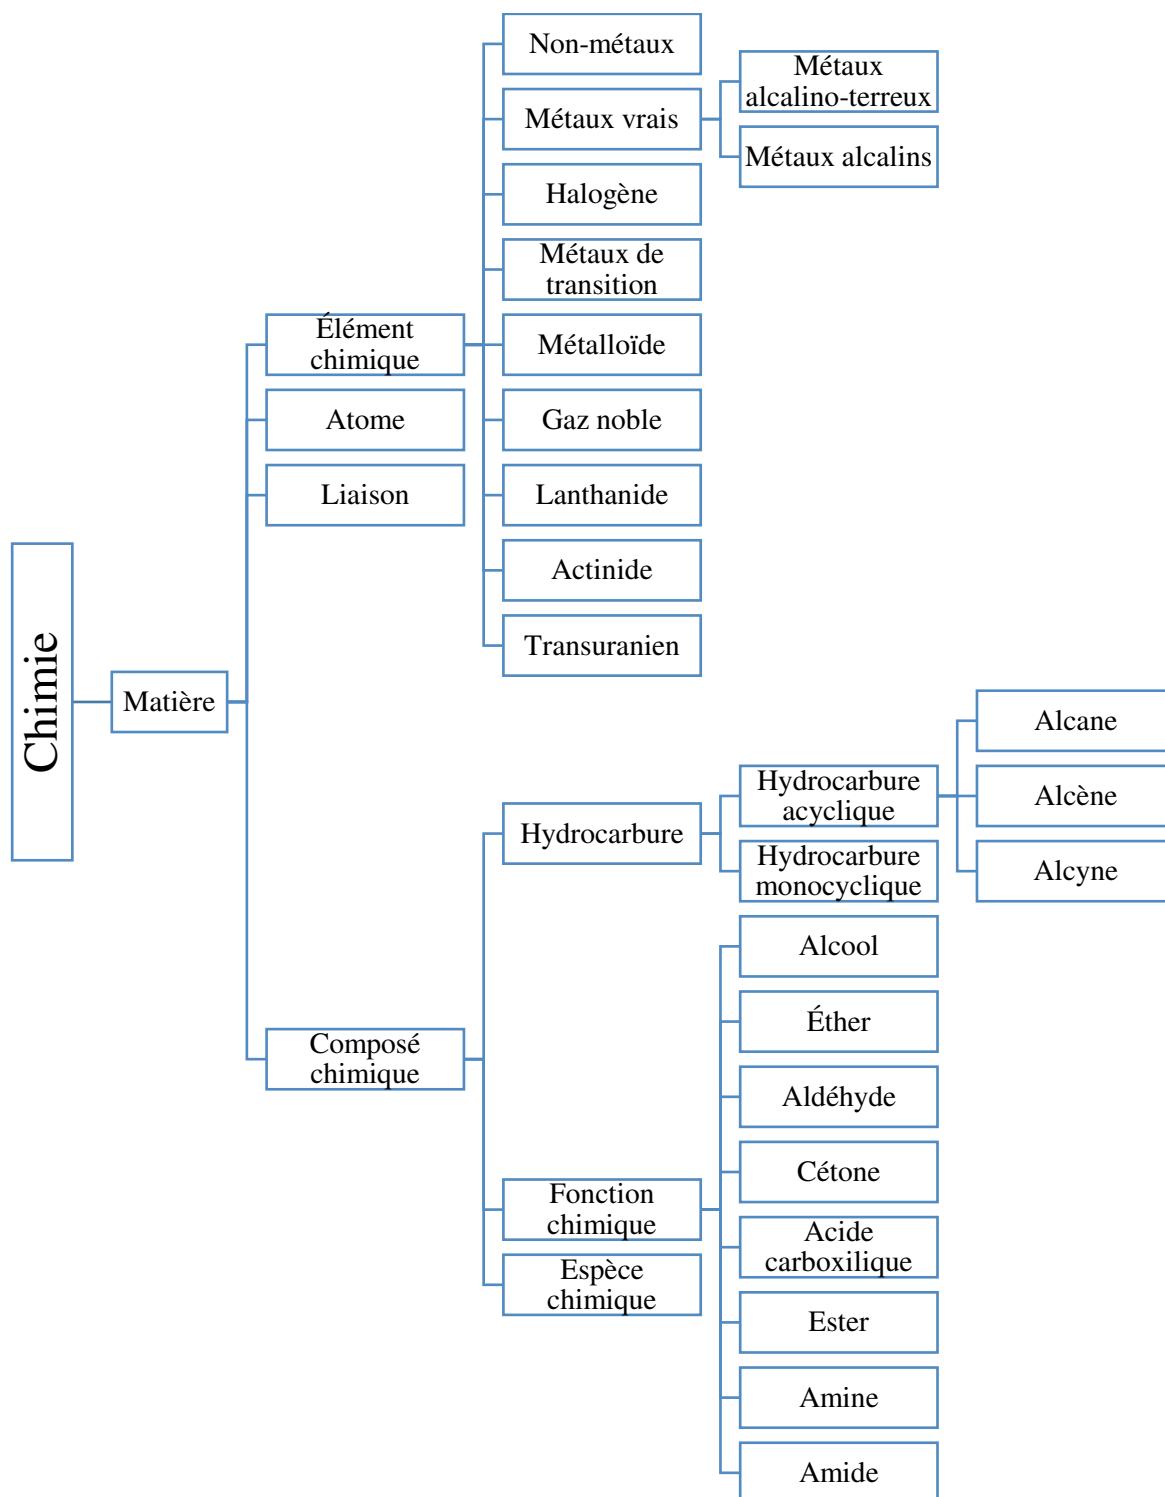 Chimie
Matière
Élément
chimique
Non-métaux
Métaux vrais
Métaux
alcalino-terreux
Métaux alcalins
Halogène
Métaux de
transition
Métalloïde
Gaz noble
Lanthanide
Actinide
Transuranien
Atome
Liaison
Composé
chimique
Hydrocarbure
Hydrocarbure
acyclique
Alcane
Alcène
Alcyne
Hydrocarbure
monocyclique
Fonction
chimique
Alcool
Éther
Aldéhyde
Cétone
Acide
carboxilique
Ester
Amine
Amide
Espèce
chimique